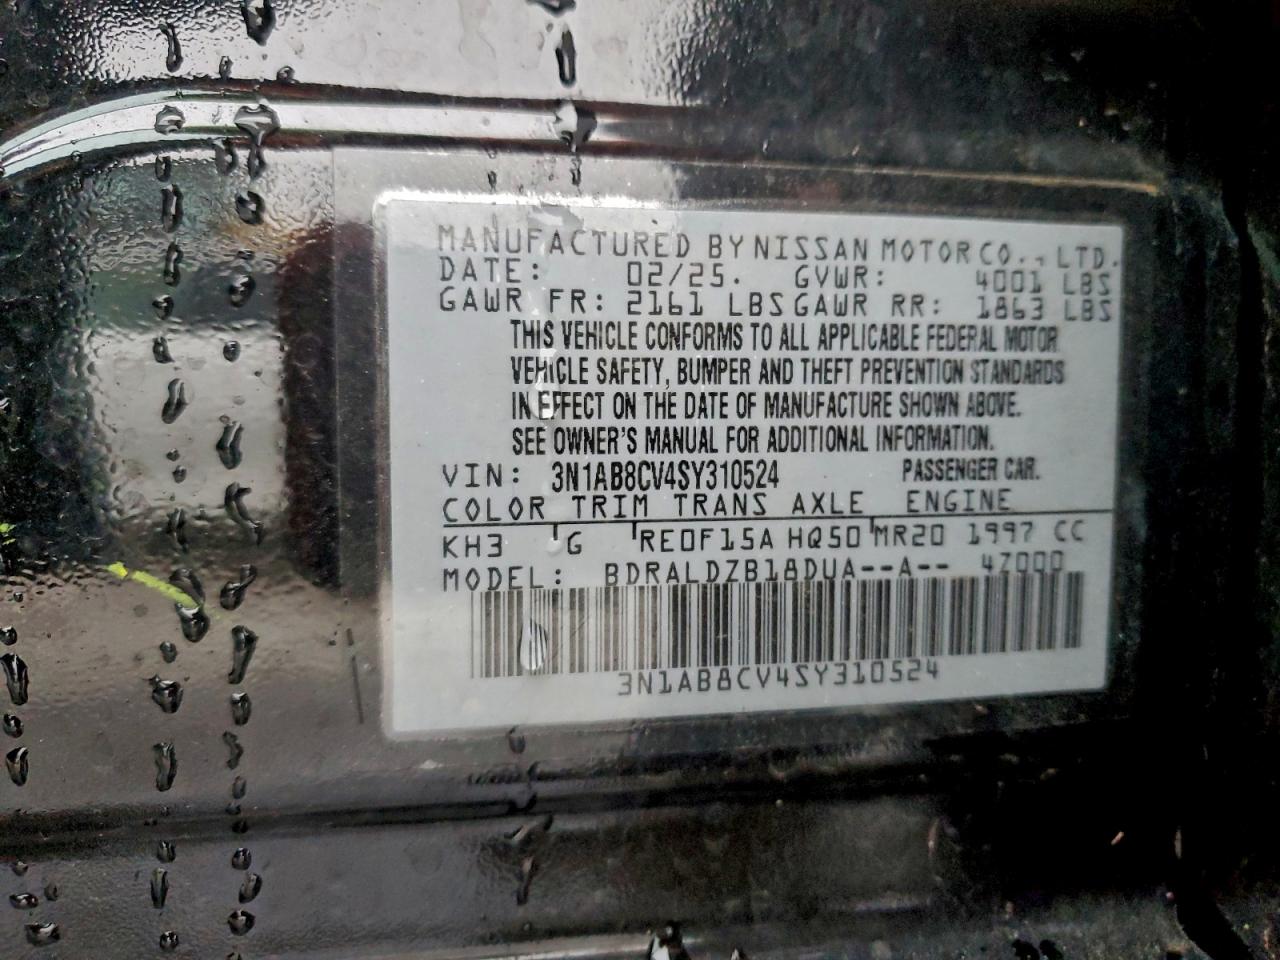 MANUFACTURED BY NISSAN MOTOR CO., LTD.
DATE: 02/25. GVWR: 4001 LBS
GAWR FR: 2161 LBS GAWR RR: 1863 LBS
THIS VEHICLE CONFORMS TO ALL APPLICABLE FEDERAL MOTOR
VEHICLE SAFETY, BUMPER AND THEFT PREVENTION STANDARDS
IN EFFECT ON THE DATE OF MANUFACTURE SHOWN ABOVE.
SEE OWNER'S MANUAL FOR ADDITIONAL INFORMATION.
VIN: 3N1AB8CV4SY310524 PASSENGER CAR.
COLOR TRIM TRANS AXLE ENGINE
KH3 G RE0F15A HQ50 MR20 1997 CC
MODEL: BDRALDZB18DUA--A-- 4Z000
3N1AB8CV4SY310524